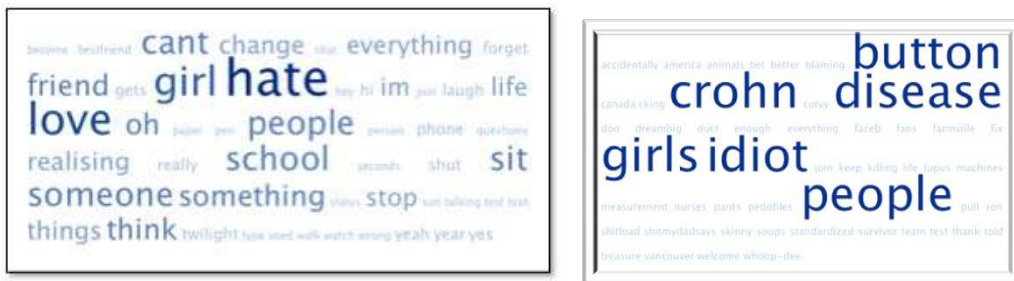 become bestfriend cant change chat everything forget
friend gets girl hate hey hi im join laugh life
love oh paper pen people person phone questions
realising really school seconds shut sit
someone something status stop talking text
things think twilight type used walk watch wrong yeah year yes
accidentally america animals bet better blaming button
canada cking crohn curvy disease
doo dreambig duct enough everything faceb fans farmville fix
girls idiot join keep killing life lupus machines
measurement nurses pants pedofiles people pull ron
shitload shitmydadsays skinny soups standardized survivor team test thank told
treasure vancouver welcome whoop-dee